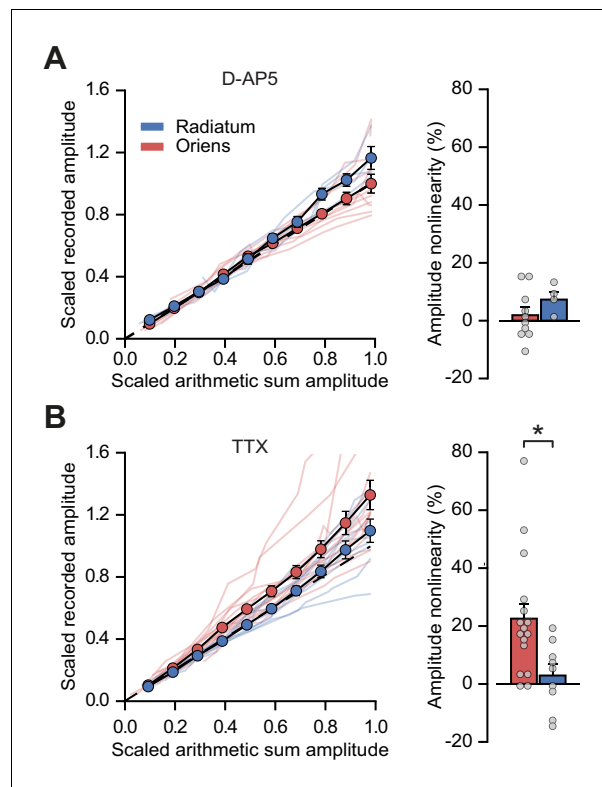 A
D-AP5
Radiatum
Oriens
Scaled recorded amplitude
1.6
1.2
0.8
0.4
0.0
0.0 0.2 0.4 0.6 0.8 1.0
Scaled arithmetic sum amplitude
Amplitude nonlinearity (%)
80
60
40
20
0
-20
B
TTX
Scaled recorded amplitude
1.6
1.2
0.8
0.4
0.0
0.0 0.2 0.4 0.6 0.8 1.0
Scaled arithmetic sum amplitude
*
Amplitude nonlinearity (%)
80
60
40
20
0
-20